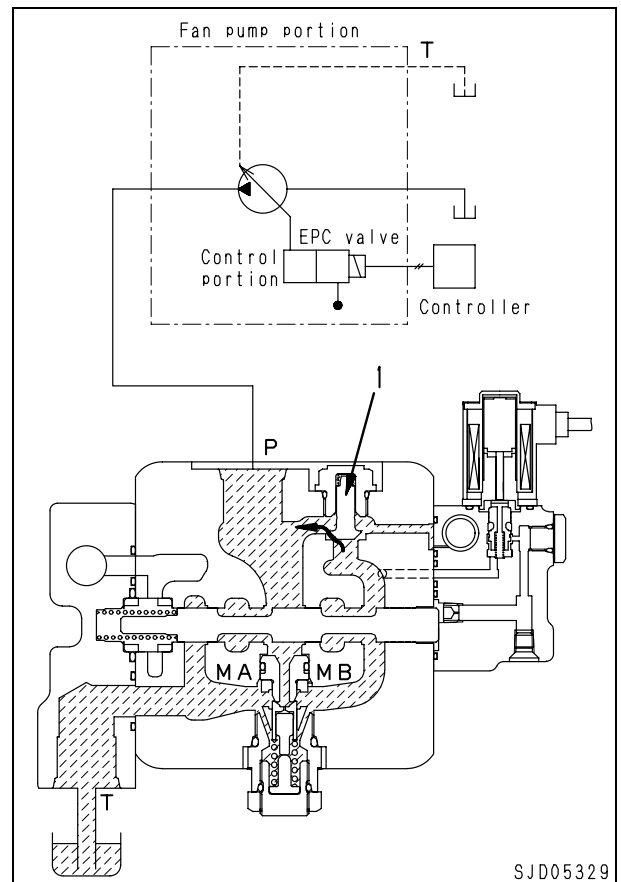 Fan pump portion
T
EPC valve
Control
portion
Controller
1
P
MA
MB
T
SJD05329